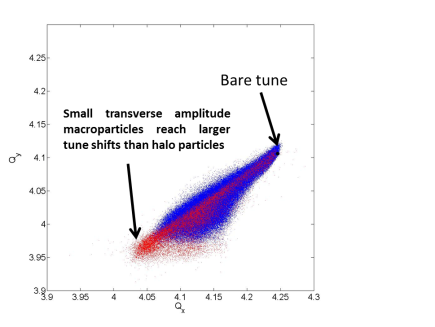 4.25
Bare tune
4.2
Small transverse amplitude
macroparticles reach larger
tune shifts than halo particles
4.15
4.1
Qy
4.05
4
3.95
3.9
3.9 3.95 4 4.05 4.1 4.15 4.2 4.25 4.3
Qx